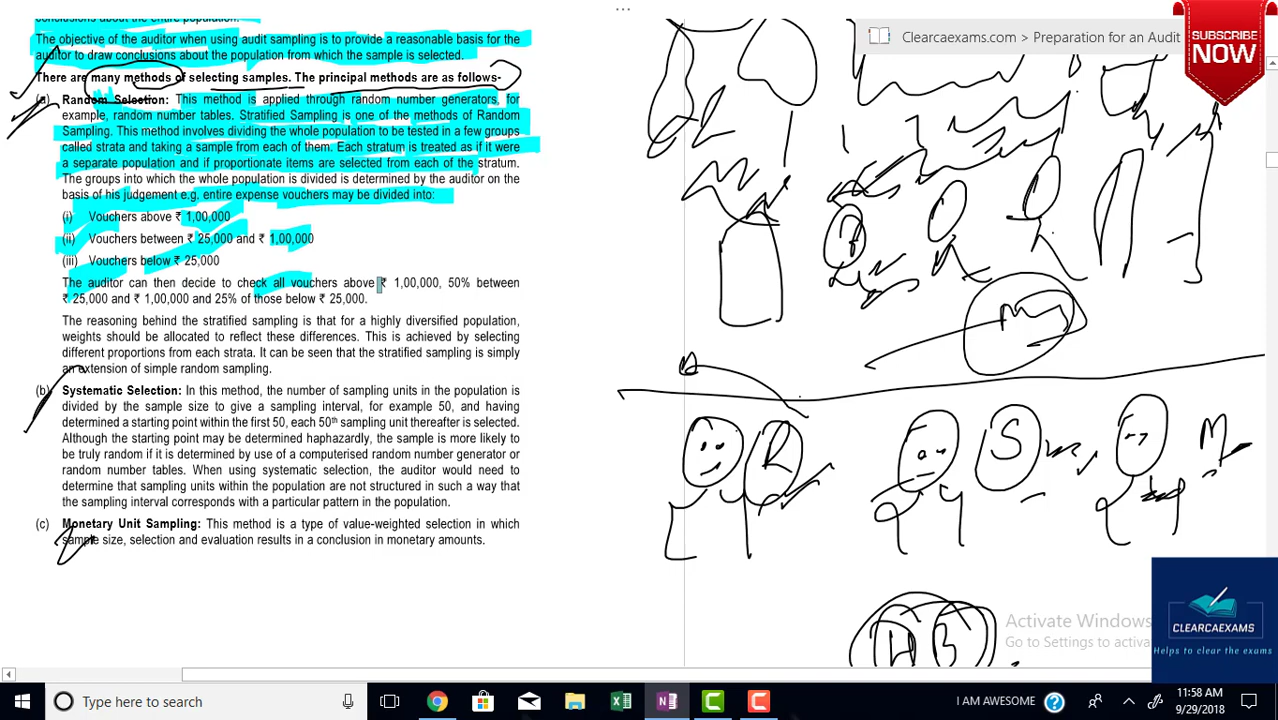 conclusions about the entire population.
The objective of the auditor when using audit sampling is to provide a reasonable basis for the
auditor to draw conclusions about the population from which the sample is selected.
There are many methods of selecting samples. The principal methods are as follows-
(a) Random Selection: This method is applied through random number generators, for
example, random number tables. Stratified Sampling is one of the methods of Random
Sampling. This method involves dividing the whole population to be tested in a few groups
called strata and taking a sample from each of them. Each stratum is treated as if it were
a separate population and if proportionate items are selected from each of the stratum.
The groups into which the whole population is divided is determined by the auditor on the
basis of his judgement e.g. entire expense vouchers may be divided into:
(i) Vouchers above ₹ 1,00,000
(ii) Vouchers between ₹ 25,000 and ₹ 1,00,000
(iii) Vouchers below ₹ 25,000
The auditor can then decide to check all vouchers above ₹ 1,00,000, 50% between
₹ 25,000 and ₹ 1,00,000 and 25% of those below ₹ 25,000.
The reasoning behind the stratified sampling is that for a highly diversified population,
weights should be allocated to reflect these differences. This is achieved by selecting
different proportions from each strata. It can be seen that the stratified sampling is simply
an extension of simple random sampling.
(b) Systematic Selection: In this method, the number of sampling units in the population is
divided by the sample size to give a sampling interval, for example 50, and having
determined a starting point within the first 50, each 50th sampling unit thereafter is selected.
Although the starting point may be determined haphazardly, the sample is more likely to
be truly random if it is determined by use of a computerised random number generator or
random number tables. When using systematic selection, the auditor would need to
determine that sampling units within the population are not structured in such a way that
the sampling interval corresponds with a particular pattern in the population.
(c) Monetary Unit Sampling: This method is a type of value-weighted selection in which
sample size, selection and evaluation results in a conclusion in monetary amounts.
Clearcaexams.com > Preparation for an Audit
SUBSCRIBE
NOW
R
S
M
H
B
Activate Windows
Go to Settings to activa
CLEARCAEXAMS
Helps to clear the exams
Type here to search
I AM AWESOME
11:58 AM
9/29/2018